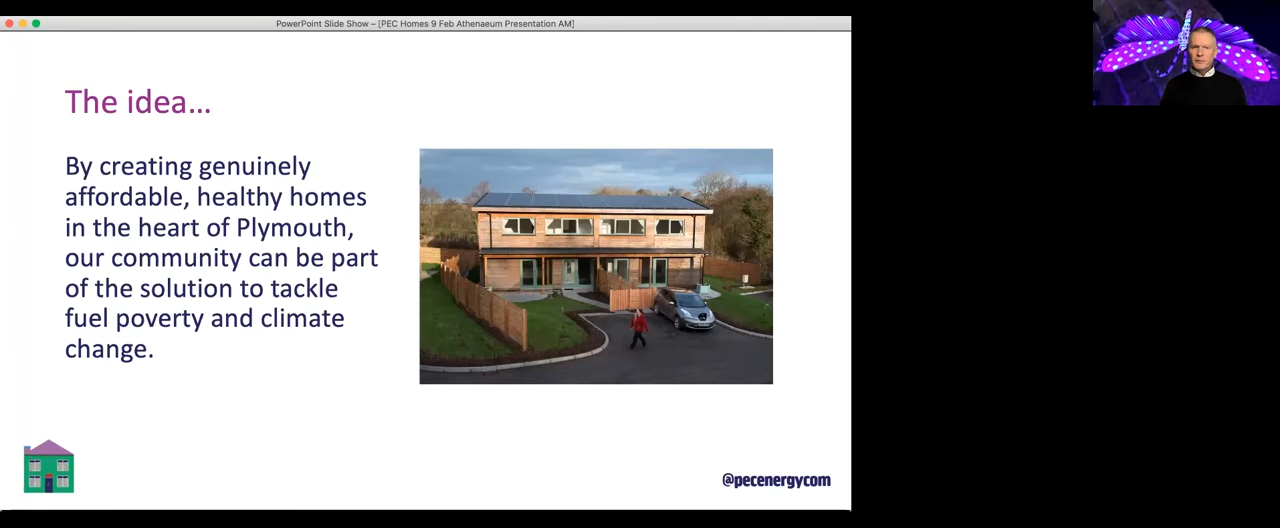 PowerPoint Slide Show – [PEC Homes 9 Feb Athenaeum Presentation AM]
The idea…
By creating genuinely
affordable, healthy homes
in the heart of Plymouth,
our community can be part
of the solution to tackle
fuel poverty and climate
change.
@pecenergycom